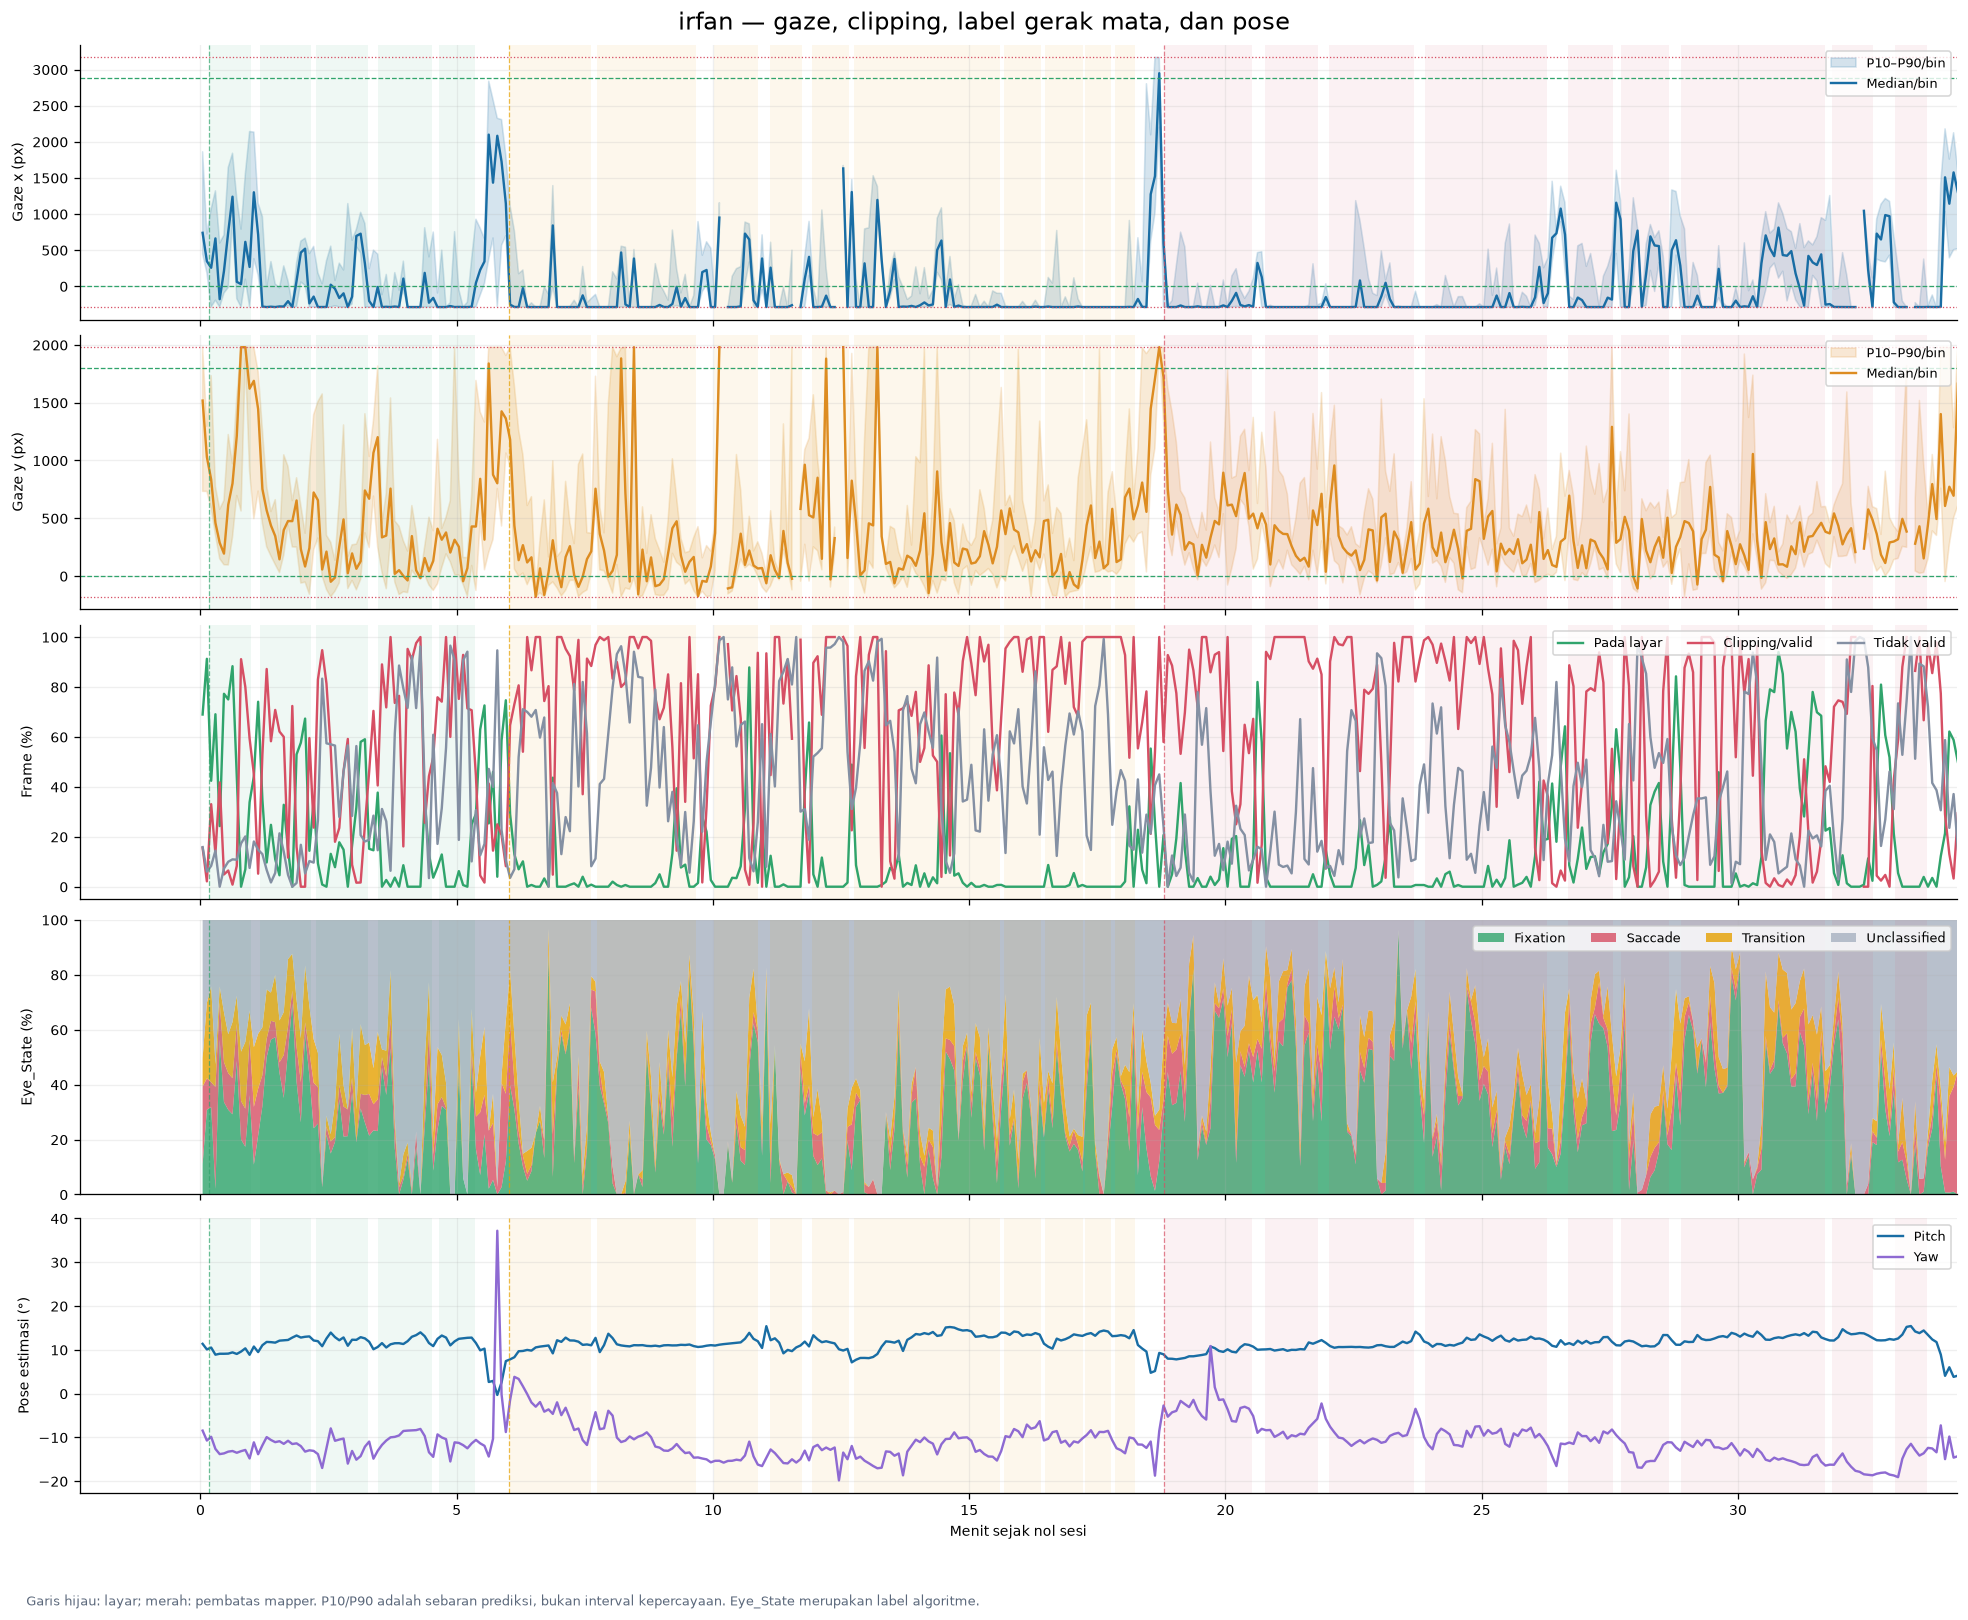 irfan — gaze, clipping, label gerak mata, dan pose
Gaze x (px)
3000
2500
2000
1500
1000
500
0
P10–P90/bin
Median/bin
Gaze y (px)
2000
1500
1000
500
0
P10–P90/bin
Median/bin
Frame (%)
100
80
60
40
20
0
Pada layar
Clipping/valid
Tidak valid
Eye_State (%)
100
80
60
40
20
0
Fixation
Saccade
Transition
Unclassified
Pose estimasi (°)
40
30
20
10
0
−10
−20
Pitch
Yaw
0 5 10 15 20 25 30
Menit sejak nol sesi
Garis hijau: layar; merah: pembatas mapper. P10/P90 adalah sebaran prediksi, bukan interval kepercayaan. Eye_State merupakan label algoritme.